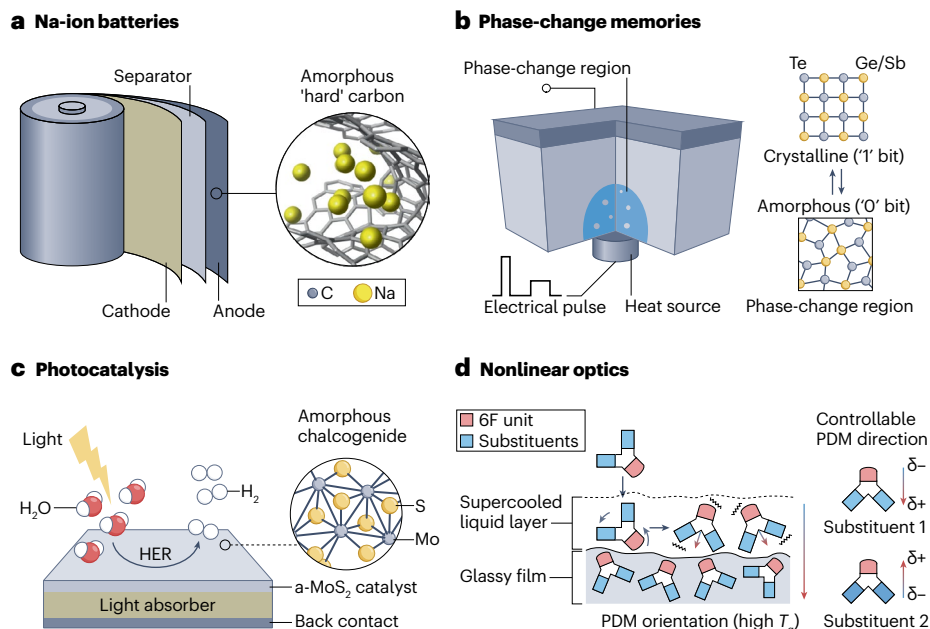 a Na-ion batteries
Separator
Amorphous
'hard' carbon
C Na
Cathode
Anode
b Phase-change memories
Phase-change region
Te
Ge/Sb
Crystalline ('1' bit)
Amorphous ('0' bit)
Phase-change region
Electrical pulse
Heat source
c Photocatalysis
Light
H₂O
H₂
HER
Amorphous
chalcogenide
S
Mo
a-MoS₂ catalyst
Light absorber
Back contact
d Nonlinear optics
6F unit
Substituents
Supercooled
liquid layer
Glassy film
PDM orientation (high Tg)
Controllable
PDM direction
δ−
δ+
Substituent 1
δ+
δ−
Substituent 2